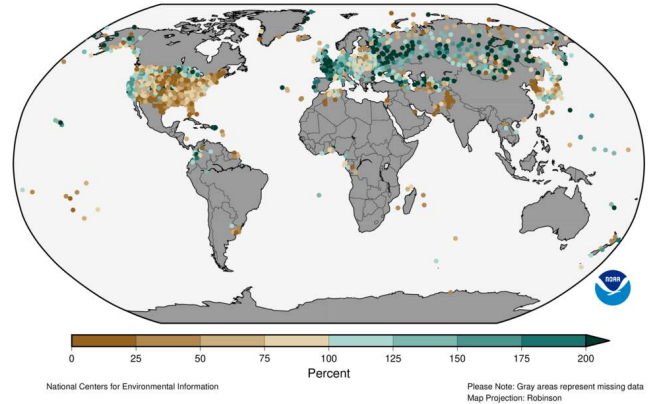 NOAA
0 25 50 75 100 125 150 175 200
Percent
National Centers for Environmental Information
Please Note: Gray areas represent missing data
Map Projection: Robinson